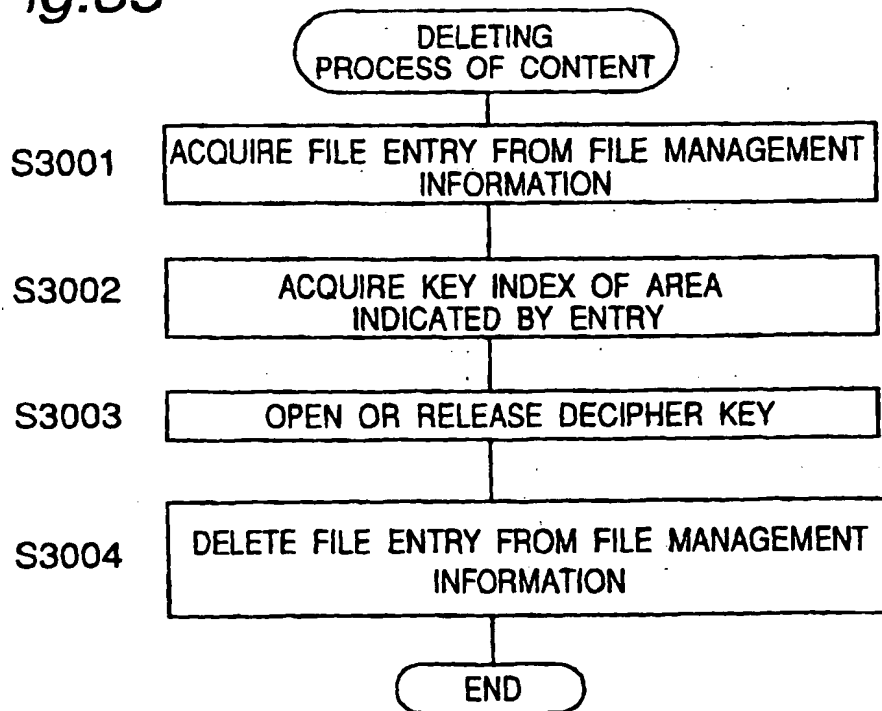 DELETING
PROCESS OF CONTENT
S3001
ACQUIRE FILE ENTRY FROM FILE MANAGEMENT
INFORMATION
S3002
ACQUIRE KEY INDEX OF AREA
INDICATED BY ENTRY
S3003
OPEN OR RELEASE DECIPHER KEY
S3004
DELETE FILE ENTRY FROM FILE MANAGEMENT
INFORMATION
END